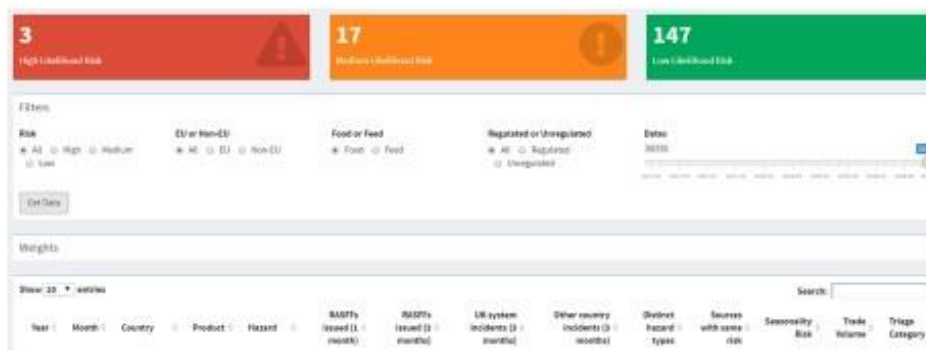 3
High Likelihood Risk
17
Medium Likelihood Risk
147
Low Likelihood Risk
Filters
Risk
All High Medium
Low
EU or Non-EU
All EU Non-EU
Food or Feed
Food Feed
Regulated or Unregulated
All Regulated
Unregulated
Dates
Get Data
Weights
Show 10 entries
Search:
Year Month Country Product Hazard
RASFFs
issued (1
month)
RASFFs
issued (3
months)
UK system
incidents (3
months)
Other country
incidents (3
months)
Distinct
hazard
types
Sources
with same
risk
Seasonality
Risk
Trade
Volume
Triage
Category